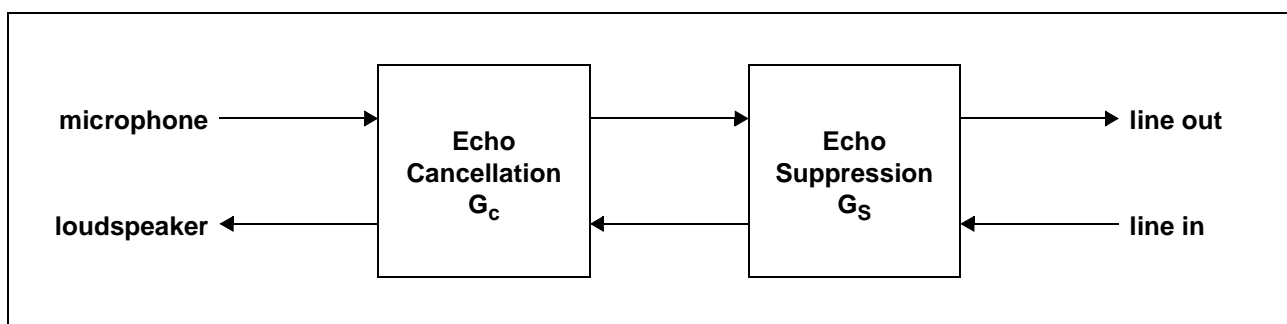 microphone
loudspeaker
Echo
Cancellation
Gc
Echo
Suppression
GS
line out
line in